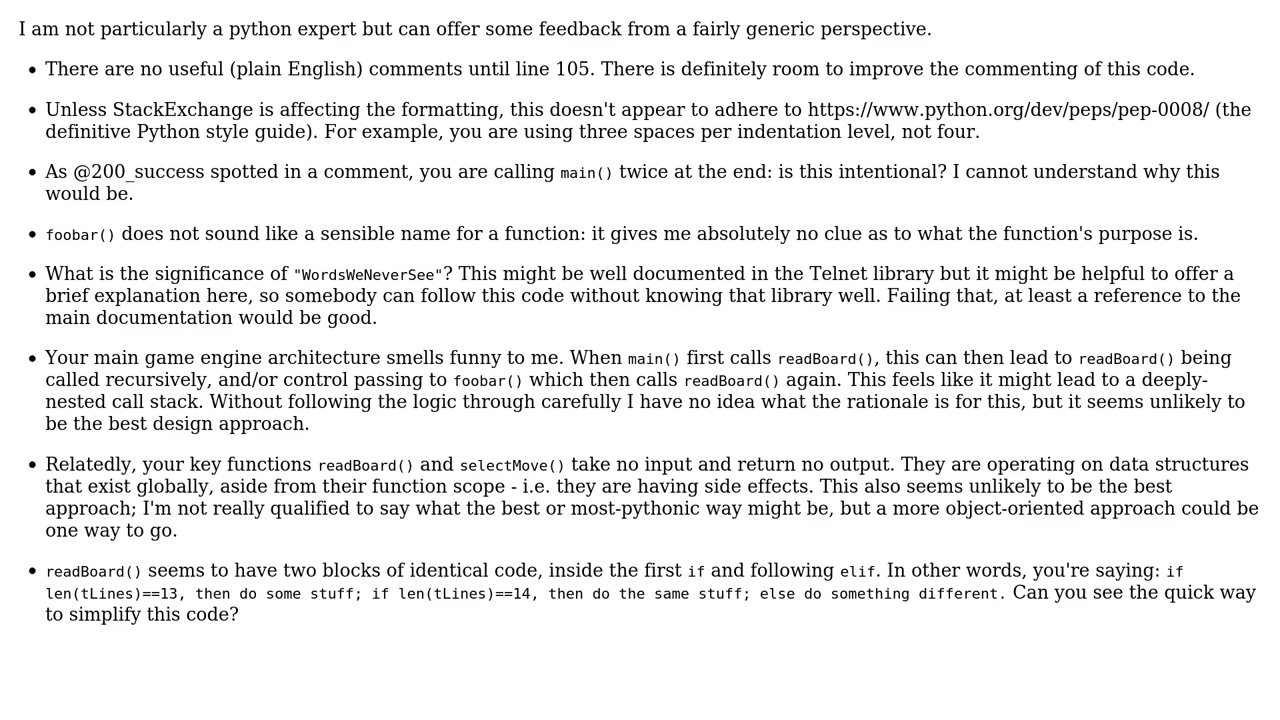 I am not particularly a python expert but can offer some feedback from a fairly generic perspective.
• There are no useful (plain English) comments until line 105. There is definitely room to improve the commenting of this code.
• Unless StackExchange is affecting the formatting, this doesn't appear to adhere to https://www.python.org/dev/peps/pep-0008/ (the
definitive Python style guide). For example, you are using three spaces per indentation level, not four.
• As @200_success spotted in a comment, you are calling main() twice at the end: is this intentional? I cannot understand why this
would be.
• foobar() does not sound like a sensible name for a function: it gives me absolutely no clue as to what the function's purpose is.
• What is the significance of "WordsWeNeverSee"? This might be well documented in the Telnet library but it might be helpful to offer a
brief explanation here, so somebody can follow this code without knowing that library well. Failing that, at least a reference to the
main documentation would be good.
• Your main game engine architecture smells funny to me. When main() first calls readBoard(), this can then lead to readBoard() being
called recursively, and/or control passing to foobar() which then calls readBoard() again. This feels like it might lead to a deeply-
nested call stack. Without following the logic through carefully I have no idea what the rationale is for this, but it seems unlikely to
be the best design approach.
• Relatedly, your key functions readBoard() and selectMove() take no input and return no output. They are operating on data structures
that exist globally, aside from their function scope - i.e. they are having side effects. This also seems unlikely to be the best
approach; I'm not really qualified to say what the best or most-pythonic way might be, but a more object-oriented approach could be
one way to go.
• readBoard() seems to have two blocks of identical code, inside the first if and following elif. In other words, you're saying: if
len(tLines)==13, then do some stuff; if len(tLines)==14, then do the same stuff; else do something different. Can you see the quick way
to simplify this code?